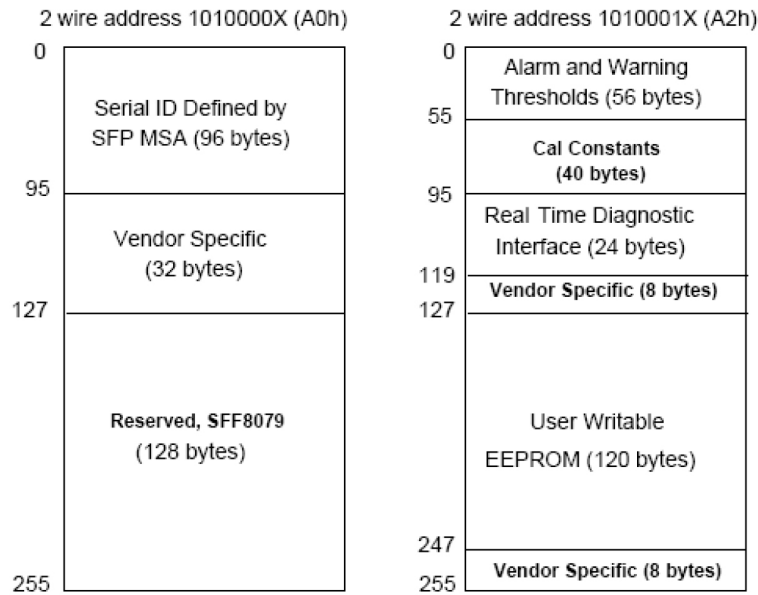 2 wire address 1010000X (A0h)
0
Serial ID Defined by
SFP MSA (96 bytes)
95
Vendor Specific
(32 bytes)
127
Reserved, SFF8079
(128 bytes)
255
2 wire address 1010001X (A2h)
0
Alarm and Warning
Thresholds (56 bytes)
55
Cal Constants
(40 bytes)
95
Real Time Diagnostic
Interface (24 bytes)
119
Vendor Specific (8 bytes)
127
User Writable
EEPROM (120 bytes)
247
Vendor Specific (8 bytes)
255